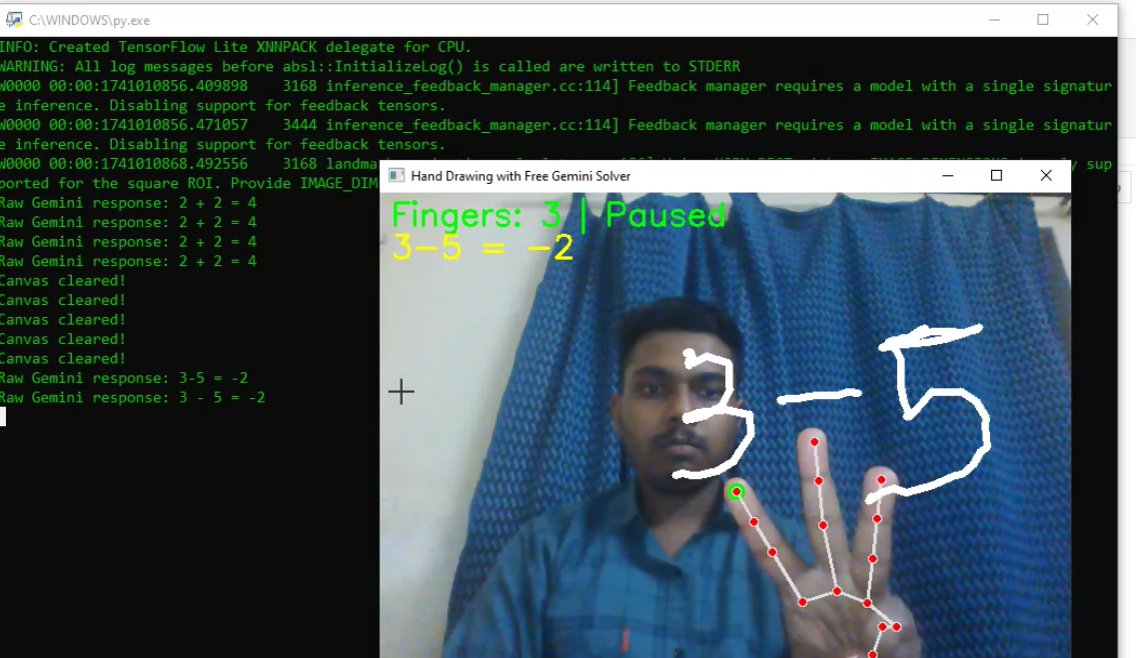 C:\WINDOWS\py.exe
INFO: Created TensorFlow Lite XNNPACK delegate for CPU.
WARNING: All log messages before absl::InitializeLog() is called are written to STDERR
W0000 00:00:1741010856.409898    3168 inference_feedback_manager.cc:114] Feedback manager requires a model with a single signatur
e inference. Disabling support for feedback tensors.
W0000 00:00:1741010856.471057    3444 inference_feedback_manager.cc:114] Feedback manager requires a model with a single signatur
e inference. Disabling support for feedback tensors.
W0000 00:00:1741010868.492556    3168 landma
sup
ported for the square ROI. Provide IMAGE_DIM
Raw Gemini response: 2 + 2 = 4
Raw Gemini response: 2 + 2 = 4
Raw Gemini response: 2 + 2 = 4
Raw Gemini response: 2 + 2 = 4
Canvas cleared!
Canvas cleared!
Canvas cleared!
Canvas cleared!
Canvas cleared!
Raw Gemini response: 3-5 = -2
Raw Gemini response: 3 - 5 = -2
Hand Drawing with Free Gemini Solver
Fingers: 3 | Paused
3-5 = -2
3-5